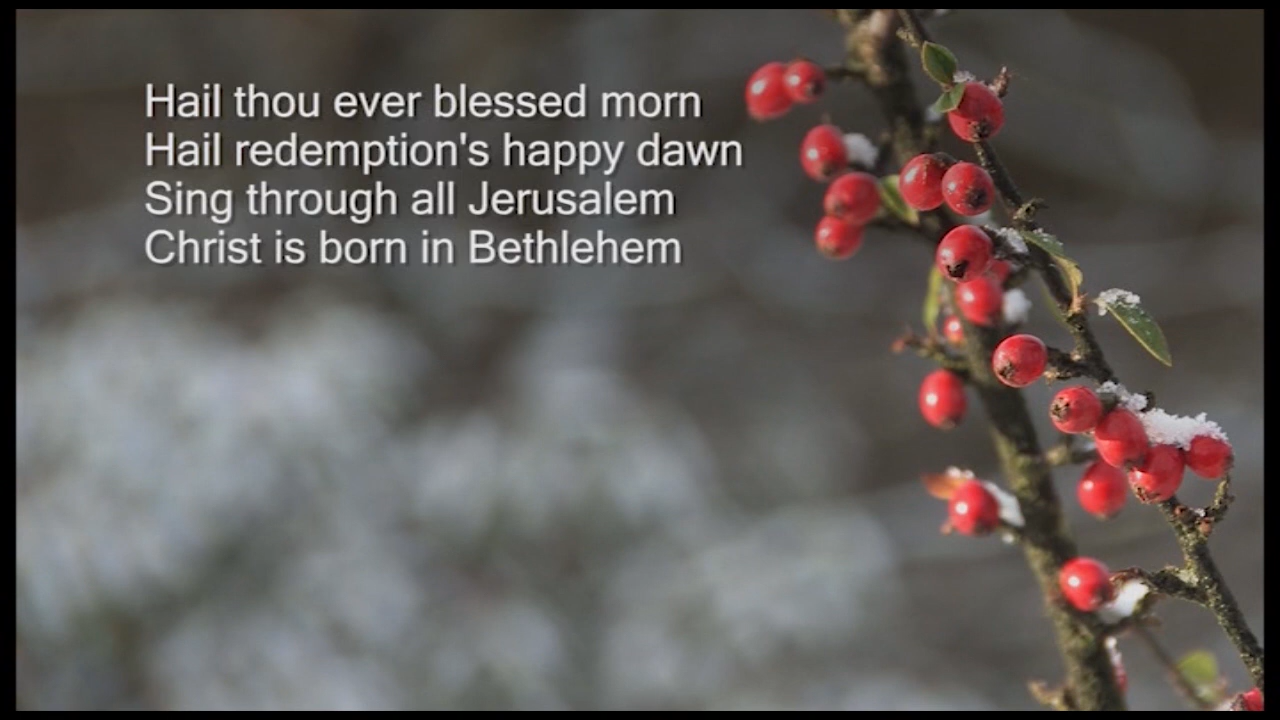 Hail thou ever blessed morn
Hail redemption's happy dawn
Sing through all Jerusalem
Christ is born in Bethlehem